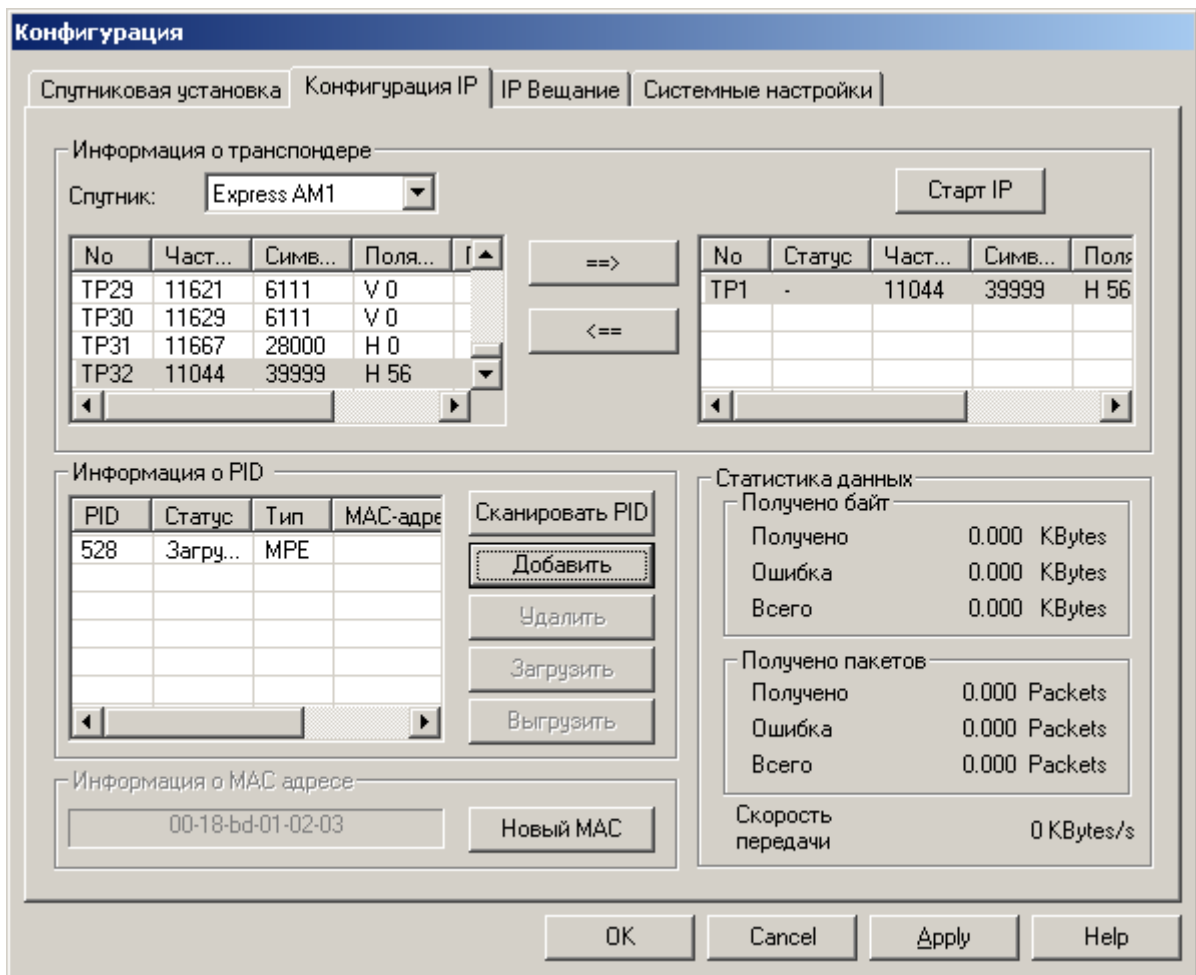 Конфигурация
Спутниковая установка Конфигурация IP IP Вещание Системные настройки
Информация о транспондере
Спутник: Express AM1 Старт IP
No Част... Симв... Поля... ==> No Статус Част... Симв... Поля
TP29 11621 6111 V 0 TP1 - 11044 39999 H 56
TP30 11629 6111 V 0 <==
TP31 11667 28000 H 0
TP32 11044 39999 H 56
Информация о PID
PID Статус Тип MAC-адре Сканировать PID
528 Загру... MPE Добавить
Удалить
Загрузить
Выгрузить
Статистика данных
Получено байт
Получено 0.000 KBytes
Ошибка 0.000 KBytes
Всего 0.000 KBytes
Получено пакетов
Получено 0.000 Packets
Ошибка 0.000 Packets
Всего 0.000 Packets
Скорость
передачи 0 KBytes/s
Информация о MAC адресе
00-18-bd-01-02-03 Новый MAC
OK Cancel Apply Help